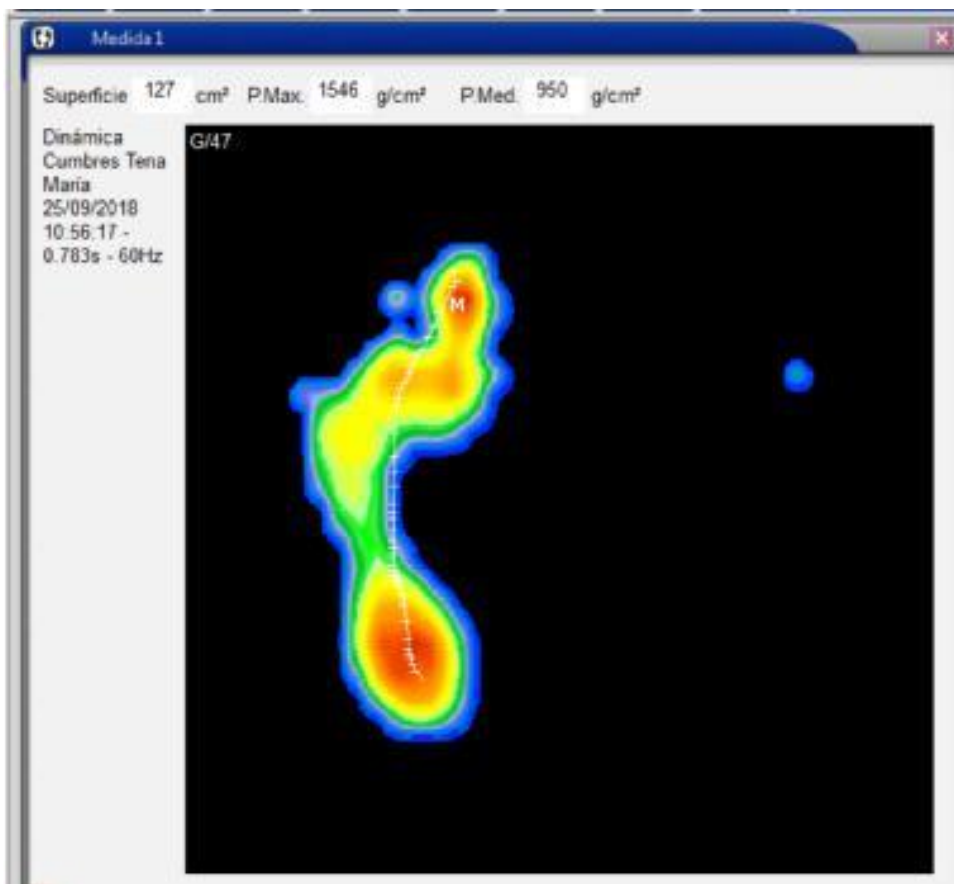 Medida 1
Superficie 127 cm² P.Max. 1546 g/cm² P.Med. 950 g/cm²
Dinámica
Cumbres Tena
María
25/09/2018
10:56:17 -
0.783s - 60Hz
G/47
M